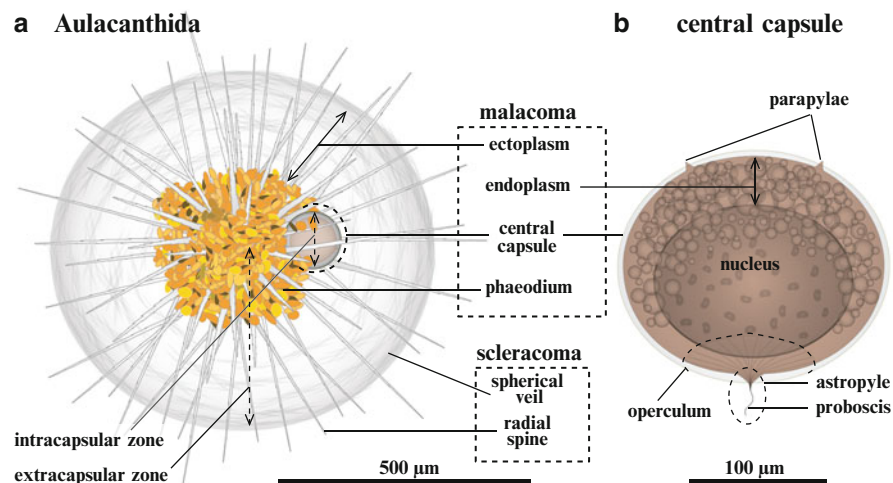 a Aulacanthida
b central capsule
malacoma
ectoplasm
endoplasm
central
capsule
phaeodium
scleracoma
spherical
veil
radial
spine
intracapsular zone
extracapsular zone
500 μm
parapylae
nucleus
operculum
astropyle
proboscis
100 μm